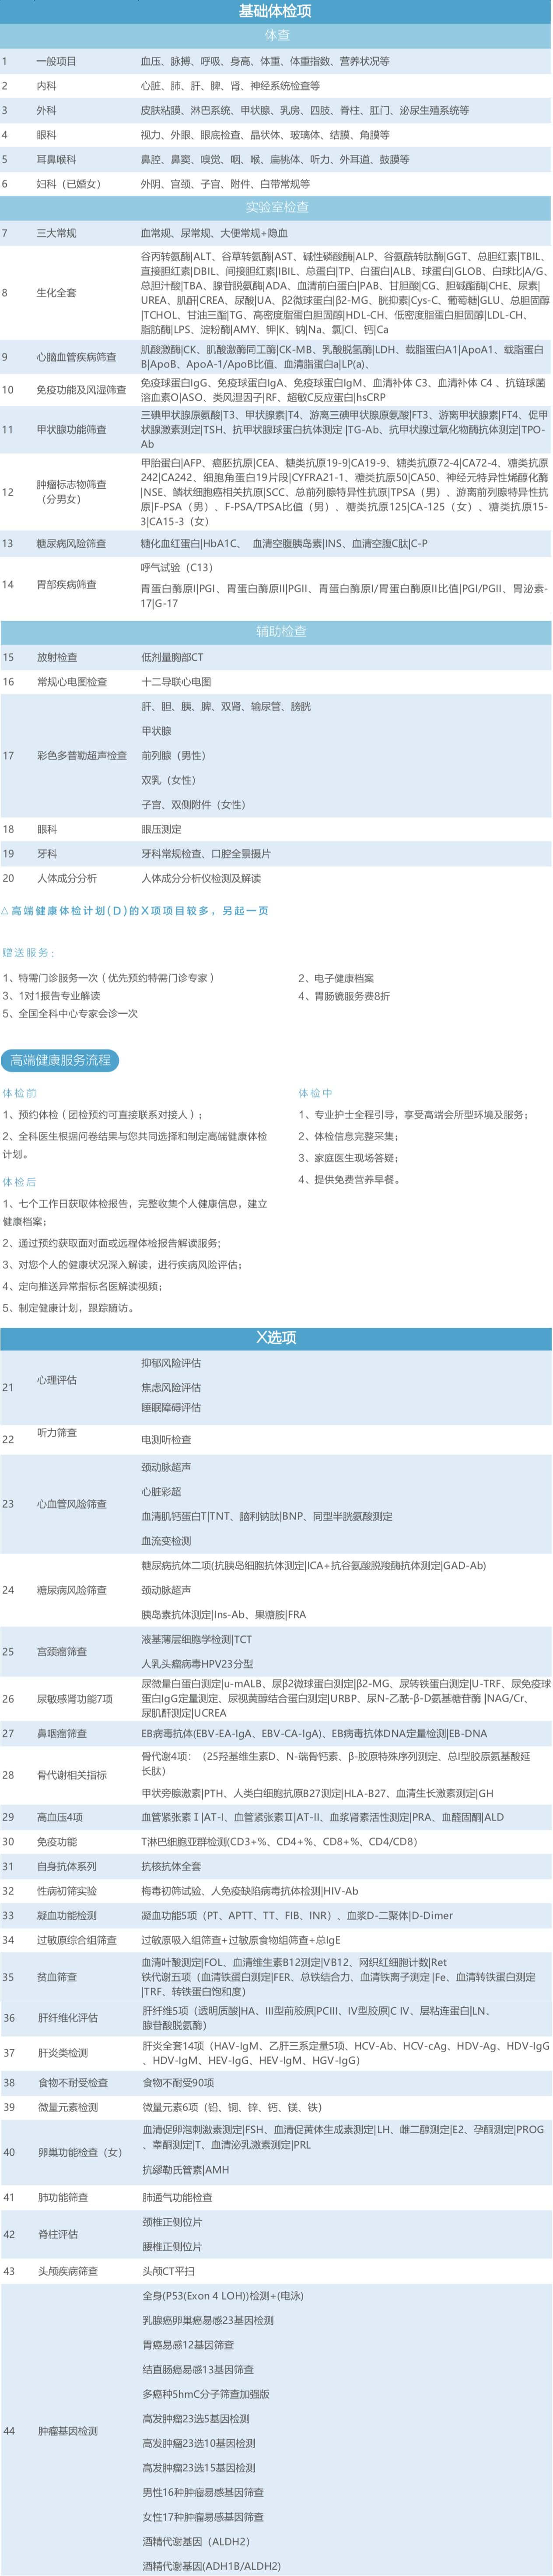 基础体检项
体查
1 一般项目 血压、脉搏、呼吸、身高、体重、体重指数、营养状况等
2 内科 心脏、肺、肝、脾、肾、神经系统检查等
3 外科 皮肤粘膜、淋巴系统、甲状腺、乳房、四肢、脊柱、肛门、泌尿生殖系统等
4 眼科 视力、外眼、眼底检查、晶状体、玻璃体、结膜、角膜等
5 耳鼻喉科 鼻腔、鼻窦、嗅觉、咽、喉、扁桃体、听力、外耳道、鼓膜等
6 妇科（已婚女） 外阴、宫颈、子宫、附件、白带常规等
实验室检查
7 三大常规 血常规、尿常规、大便常规+隐血
8 生化全套 谷丙转氨酶|ALT、谷草转氨酶|AST、碱性磷酸酶|ALP、谷氨酰转肽酶|GGT、总胆红素|TBIL、
直接胆红素|DBIL、间接胆红素|IBIL、总蛋白|TP、白蛋白|ALB、球蛋白|GLOB、白球比|A/G、
总胆汁酸|TBA、腺苷脱氨酶|ADA、血清前白蛋白|PAB、甘胆酸|CG、胆碱酯酶|CHE、尿素|
UREA、肌酐|CREA、尿酸|UA、β2微球蛋白|β2-MG、胱抑素|Cys-C、葡萄糖|GLU、总胆固醇
|TCHOL、甘油三酯|TG、高密度脂蛋白胆固醇|HDL-CH、低密度脂蛋白胆固醇|LDL-CH、
脂肪酶|LPS、淀粉酶|AMY、钾|K、钠|Na、氯|Cl、钙|Ca
9 心脑血管疾病筛查 肌酸激酶|CK、肌酸激酶同工酶|CK-MB、乳酸脱氢酶|LDH、载脂蛋白A1|ApoA1、载脂蛋白
B|ApoB、ApoA-1/ApoB比值、血清脂蛋白a|LP(a)、
10 免疫功能及风湿筛查 免疫球蛋白IgG、免疫球蛋白IgA、免疫球蛋白IgM、血清补体 C3、血清补体 C4 、抗链球菌
溶血素O|ASO、类风湿因子|RF、超敏C反应蛋白|hsCRP
11 甲状腺功能筛查 三碘甲状腺原氨酸|T3、甲状腺素|T4、游离三碘甲状腺原氨酸|FT3、游离甲状腺素|FT4、促甲
状腺激素测定|TSH、抗甲状腺球蛋白抗体测定 |TG-Ab、抗甲状腺过氧化物酶抗体测定|TPO-
Ab
12 肿瘤标志物筛查
（分男女） 甲胎蛋白|AFP、癌胚抗原|CEA、糖类抗原19-9|CA19-9、糖类抗原72-4|CA72-4、糖类抗原
242|CA242、细胞角蛋白19片段|CYFRA21-1、糖类抗原50|CA50、神经元特异性烯醇化酶
|NSE、鳞状细胞癌相关抗原|SCC、总前列腺特异性抗原|TPSA（男）、游离前列腺特异性抗
原|F-PSA（男）、F-PSA/TPSA比值（男）、糖类抗原125|CA-125（女）、糖类抗原15-
3|CA15-3（女）
13 糖尿病风险筛查 糖化血红蛋白|HbA1C、 血清空腹胰岛素|INS、血清空腹C肽|C-P
14 胃部疾病筛查 呼气试验（C13）
胃蛋白酶原I|PGI、胃蛋白酶原II|PGII、胃蛋白酶原I/胃蛋白酶原II比值|PGI/PGII、胃泌素-
17|G-17
辅助检查
15 放射检查 低剂量胸部CT
16 常规心电图检查 十二导联心电图
17 彩色多普勒超声检查 肝、胆、胰、脾、双肾、输尿管、膀胱
甲状腺
前列腺（男性）
双乳（女性）
子宫、双侧附件（女性）
18 眼科 眼压测定
19 牙科 牙科常规检查、口腔全景摄片
20 人体成分分析 人体成分分析仪检测及解读
△高端健康体检计划(D)的X项项目较多，另起一页
赠送服务：
1、特需门诊服务一次（优先预约特需门诊专家） 2、电子健康档案
3、1对1报告专业解读 4、胃肠镜服务费8折
5、全国全科中心专家会诊一次
高端健康服务流程
体检前
1、预约体检（团检预约可直接联系对接人）；
2、全科医生根据问卷结果与您共同选择和制定高端健康体检
计划。
体检中
1、专业护士全程引导，享受高端会所型环境及服务；
2、体检信息完整采集；
3、家庭医生现场答疑；
4、提供免费营养早餐。
体检后
1、七个工作日获取体检报告，完整收集个人健康信息，建立
健康档案；
2、通过预约获取面对面或远程体检报告解读服务；
3、对您个人的健康状况深入解读，进行疾病风险评估；
4、定向推送异常指标名医解读视频；
5、制定健康计划，跟踪随访。
X选项
21 心理评估 抑郁风险评估
焦虑风险评估
睡眠障碍评估
22 听力筛查 电测听检查
23 心血管风险筛查 颈动脉超声
心脏彩超
血清肌钙蛋白T|TNT、脑利钠肽|BNP、同型半胱氨酸测定
血流变检测
24 糖尿病风险筛查 糖尿病抗体二项(抗胰岛细胞抗体测定|ICA+抗谷氨酸脱羧酶抗体测定|GAD-Ab)
颈动脉超声
胰岛素抗体测定|Ins-Ab、果糖胺|FRA
25 宫颈癌筛查 液基薄层细胞学检测|TCT
人乳头瘤病毒HPV23分型
26 尿敏感肾功能7项 尿微量白蛋白测定|u-mALB、尿β2微球蛋白测定|β2-MG、尿转铁蛋白测定|U-TRF、尿免疫球
蛋白IgG定量测定、尿视黄醇结合蛋白测定|URBP、尿N-乙酰-β-D氨基糖苷酶 |NAG/Cr、
尿肌酐测定|UCREA
27 鼻咽癌筛查 EB病毒抗体(EBV-EA-IgA、EBV-CA-IgA)、EB病毒抗体DNA定量检测|EB-DNA
28 骨代谢相关指标 骨代谢4项：（25羟基维生素D、N-端骨钙素、β-胶原特殊序列测定、总I型胶原氨基酸延
长肽）
甲状旁腺激素|PTH、人类白细胞抗原B27测定|HLA-B27、血清生长激素测定|GH
29 高血压4项 血管紧张素Ⅰ|AT-I、血管紧张素Ⅱ|AT-II、血浆肾素活性测定|PRA、血醛固酮|ALD
30 免疫功能 T淋巴细胞亚群检测(CD3+%、CD4+%、CD8+%、CD4/CD8）
31 自身抗体系列 抗核抗体全套
32 性病初筛实验 梅毒初筛试验、人免疫缺陷病毒抗体检测|HIV-Ab
33 凝血功能检测 凝血功能5项（PT、APTT、TT、FIB、INR）、血浆D-二聚体|D-Dimer
34 过敏原综合组筛查 过敏原吸入组筛查+过敏原食物组筛查+总IgE
35 贫血筛查 血清叶酸测定|FOL、血清维生素B12测定|VB12、网织红细胞计数|Ret
铁代谢五项（血清铁蛋白测定|FER、总铁结合力、血清铁离子测定 |Fe、血清转铁蛋白测定
|TRF、转铁蛋白饱和度）
36 肝纤维化评估 肝纤维5项（透明质酸|HA、III型前胶原|PCIII、IV型胶原|C IV、层粘连蛋白|LN、
腺苷酸脱氨酶）
37 肝炎类检测 肝炎全套14项（HAV-IgM、乙肝三系定量5项、HCV-Ab、HCV-cAg、HDV-Ag、HDV-IgG
、HDV-IgM、HEV-IgG、HEV-IgM、HGV-IgG）
38 食物不耐受检查 食物不耐受90项
39 微量元素检测 微量元素6项（铅、铜、锌、钙、镁、铁）
40 卵巢功能检查（女） 血清促卵泡刺激素测定|FSH、血清促黄体生成素测定|LH、雌二醇测定|E2、孕酮测定|PROG
、睾酮测定|T、血清泌乳激素测定|PRL
抗繆勒氏管素|AMH
41 肺功能筛查 肺通气功能检查
42 脊柱评估 颈椎正侧位片
腰椎正侧位片
43 头颅疾病筛查 头颅CT平扫
44 肿瘤基因检测 全身(P53(Exon 4 LOH))检测+(电泳)
乳腺癌卵巢癌易感23基因检测
胃癌易感12基因筛查
结直肠癌易感13基因筛查
多癌种5hmC分子筛查加强版
高发肿瘤23选5基因检测
高发肿瘤23选10基因检测
高发肿瘤23选15基因检测
男性16种肿瘤易感基因筛查
女性17种肿瘤易感基因筛查
酒精代谢基因（ALDH2）
酒精代谢基因(ADH1B/ALDH2)